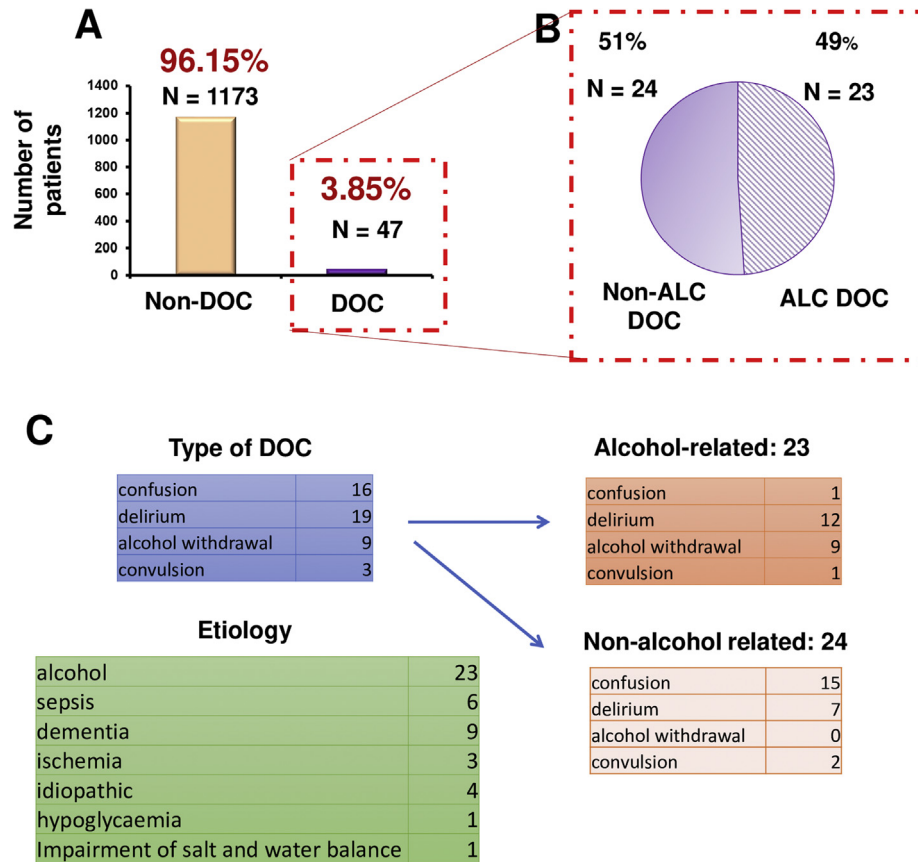 A
96.15%
N = 1173
Number of
patients
1400
1200
1000
800
600
400
200
0
Non-DOC
3.85%
N = 47
DOC
B
51%
49%
N = 24
N = 23
Non-ALC
DOC
ALC DOC
C
Type of DOC
confusion 16
delirium 19
alcohol withdrawal 9
convulsion 3
Alcohol-related: 23
confusion 1
delirium 12
alcohol withdrawal 9
convulsion 1
Etiology
alcohol 23
sepsis 6
dementia 9
ischemia 3
idiopathic 4
hypoglycaemia 1
Impairment of salt and water balance 1
Non-alcohol related: 24
confusion 15
delirium 7
alcohol withdrawal 0
convulsion 2